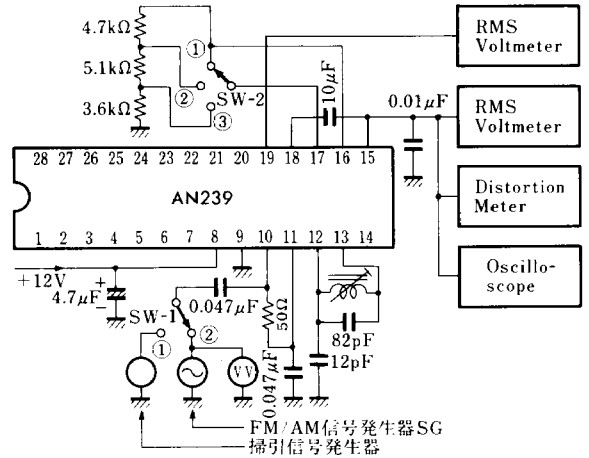 4.7kΩ
5.1kΩ
3.6kΩ
①
②
③
SW-2
10μF
0.01μF
RMS
Voltmeter
RMS
Voltmeter
Distortion
Meter
Oscillo-
scope
28 27 26 25 24 23 22 21 20 19 18 17 16 15
AN239
1 2 3 4 5 6 7 8 9 10 11 12 13 14
+12V
4.7μF
+
−
SW-1
①
②
0.047μF
50Ω
0.047μF
82pF
12pF
VV
FM/AM信号発生器SG
掃引信号発生器